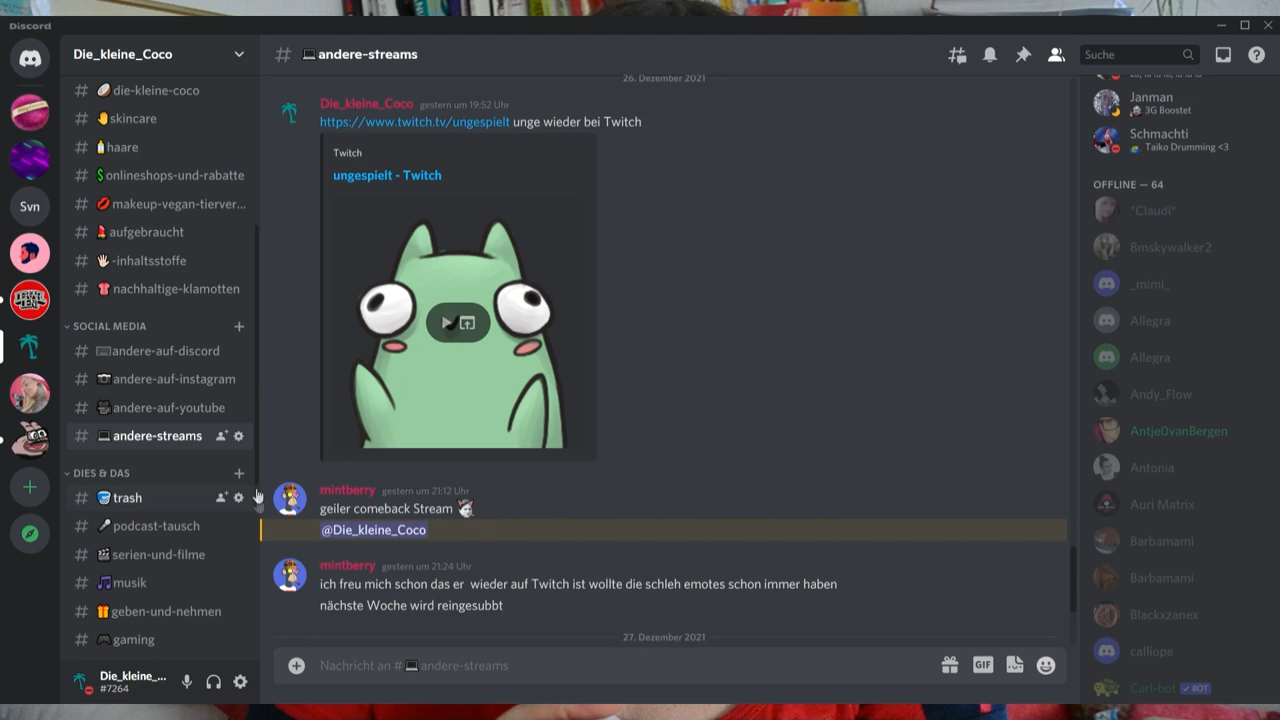 Discord
Die_kleine_Coco
die-kleine-coco
skincare
haare
onlineshops-und-rabatte
makeup-vegan-tierver...
aufgebraucht
-inhaltsstoffe
nachhaltige-klamotten
SOCIAL MEDIA
andere-auf-discord
andere-auf-instagram
andere-auf-youtube
andere-streams
DIES & DAS
trash
podcast-tausch
serien-und-filme
musik
geben-und-nehmen
gaming
Die_kleine_...
#7264
Svn
# andere-streams
Suche
26. Dezember 2021
Die_kleine_Coco gestern um 19:52 Uhr
https://www.twitch.tv/ungespielt unge wieder bei Twitch
Twitch
ungespielt - Twitch
mintberry gestern um 21:12 Uhr
geiler comeback Stream
@Die_kleine_Coco
mintberry gestern um 21:24 Uhr
ich freu mich schon das er wieder auf Twitch ist wollte die schleh emotes schon immer haben
nächste Woche wird reingesubbt
27. Dezember 2021
Nachricht an # andere-streams
GIF
Janman
3G Boostet
Schmachti
Taiko Drumming <3
OFFLINE — 64
*Claudi*
8mskywalker2
_mimi_
Allegra
Allegra
Andy_Flow
AntjeOvanBergen
Antonia
Auri Matrix
Barbamami
Barbamami
Blackxzanex
calliope
Carl-bot ✓ BOT